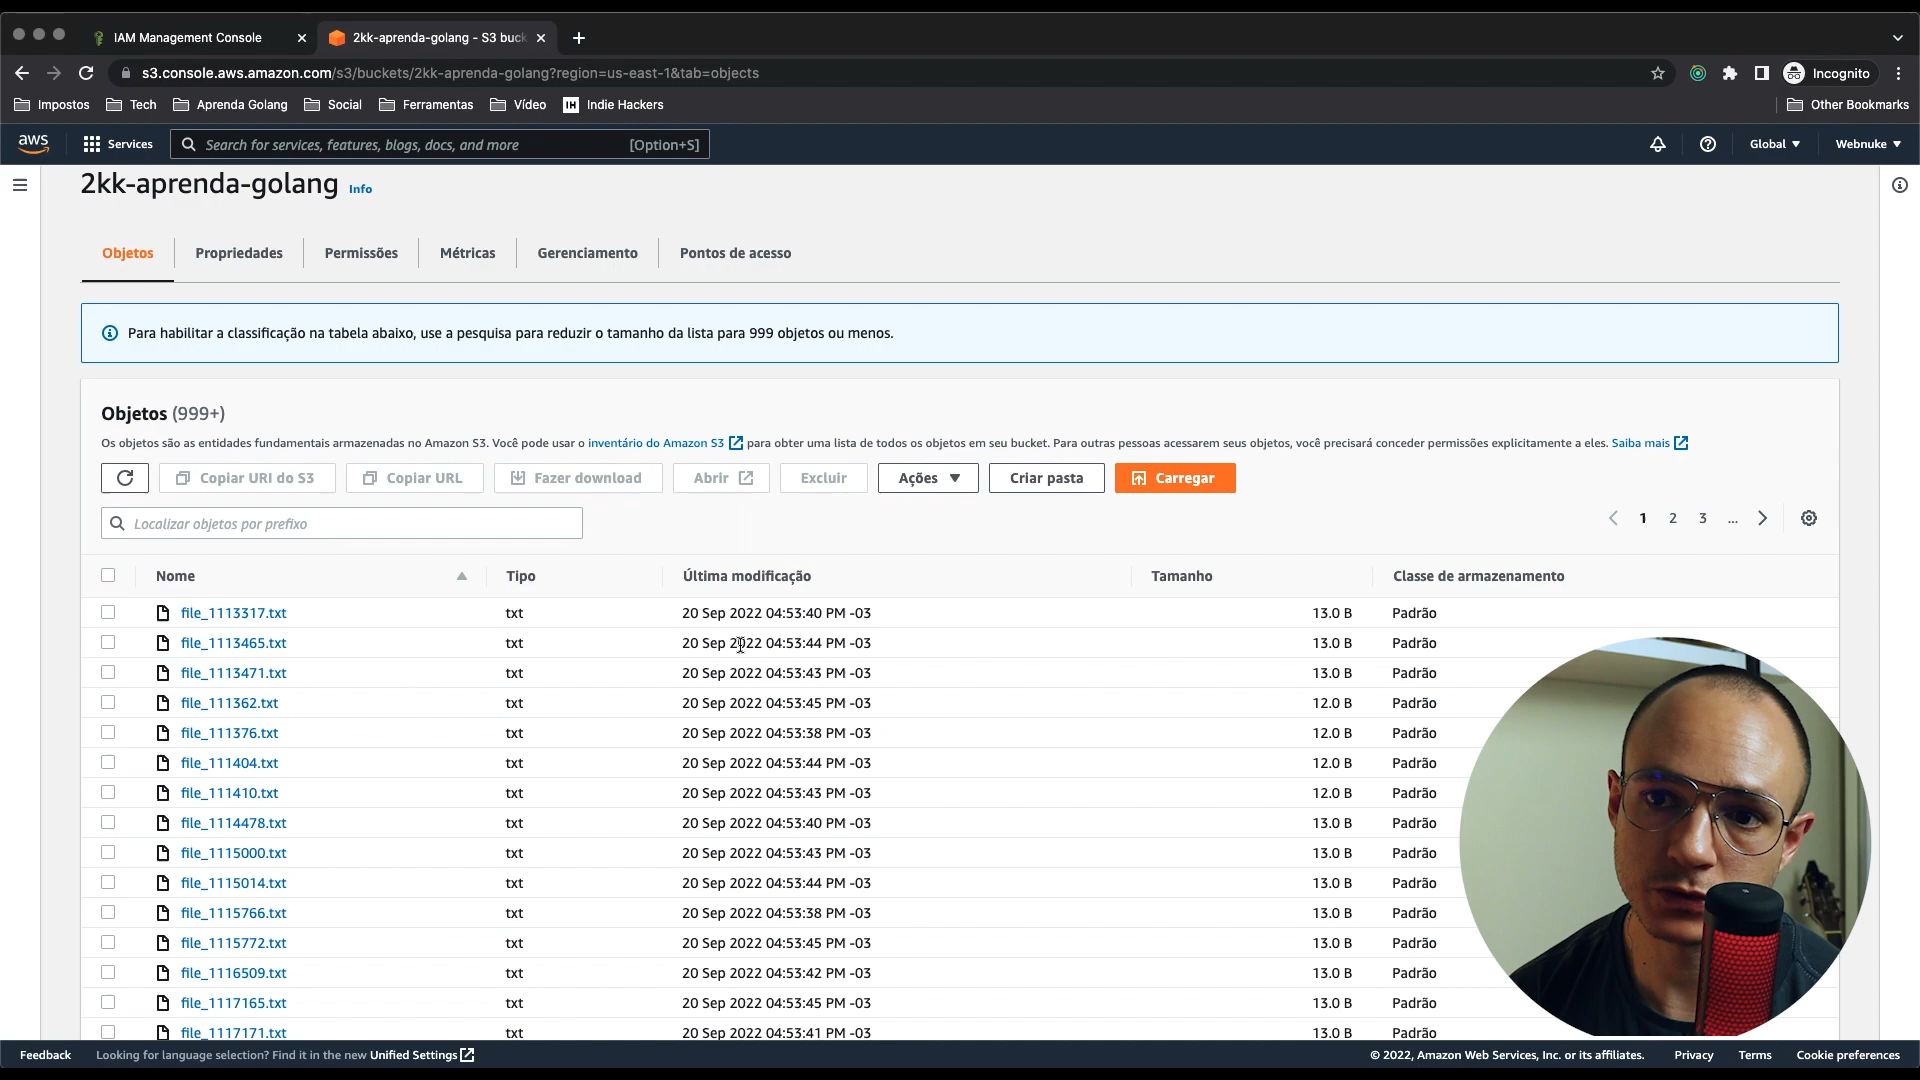 IAM Management Console
2kk-aprenda-golang - S3 buck
s3.console.aws.amazon.com/s3/buckets/2kk-aprenda-golang?region=us-east-1&tab=objects
Incognito
Impostos Tech Aprenda Golang Social Ferramentas Vídeo IH Indie Hackers Other Bookmarks
aws Services Search for services, features, blogs, docs, and more [Option+S] Global Webnuke
2kk-aprenda-golang Info
Objetos Propriedades Permissões Métricas Gerenciamento Pontos de acesso
Para habilitar a classificação na tabela abaixo, use a pesquisa para reduzir o tamanho da lista para 999 objetos ou menos.
Objetos (999+)
Os objetos são as entidades fundamentais armazenadas no Amazon S3. Você pode usar o inventário do Amazon S3 para obter uma lista de todos os objetos em seu bucket. Para outras pessoas acessarem seus objetos, você precisará conceder permissões explicitamente a eles. Saiba mais
Copiar URI do S3 Copiar URL Fazer download Abrir Excluir Ações Criar pasta Carregar
Localizar objetos por prefixo 1 2 3 ...
Nome Tipo Última modificação Tamanho Classe de armazenamento
file_1113317.txt txt 20 Sep 2022 04:53:40 PM -03 13.0 B Padrão
file_1113465.txt txt 20 Sep 2022 04:53:44 PM -03 13.0 B Padrão
file_1113471.txt txt 20 Sep 2022 04:53:43 PM -03 13.0 B Padrão
file_111362.txt txt 20 Sep 2022 04:53:45 PM -03 12.0 B Padrão
file_111376.txt txt 20 Sep 2022 04:53:38 PM -03 12.0 B Padrão
file_111404.txt txt 20 Sep 2022 04:53:44 PM -03 12.0 B Padrão
file_111410.txt txt 20 Sep 2022 04:53:43 PM -03 12.0 B Padrão
file_1114478.txt txt 20 Sep 2022 04:53:40 PM -03 13.0 B Padrão
file_1115000.txt txt 20 Sep 2022 04:53:43 PM -03 13.0 B Padrão
file_1115014.txt txt 20 Sep 2022 04:53:44 PM -03 13.0 B Padrão
file_1115766.txt txt 20 Sep 2022 04:53:38 PM -03 13.0 B Padrão
file_1115772.txt txt 20 Sep 2022 04:53:45 PM -03 13.0 B Padrão
file_1116509.txt txt 20 Sep 2022 04:53:42 PM -03 13.0 B Padrão
file_1117165.txt txt 20 Sep 2022 04:53:45 PM -03 13.0 B Padrão
file_1117171.txt txt 20 Sep 2022 04:53:41 PM -03 13.0 B Padrão
Feedback Looking for language selection? Find it in the new Unified Settings © 2022, Amazon Web Services, Inc. or its affiliates. Privacy Terms Cookie preferences